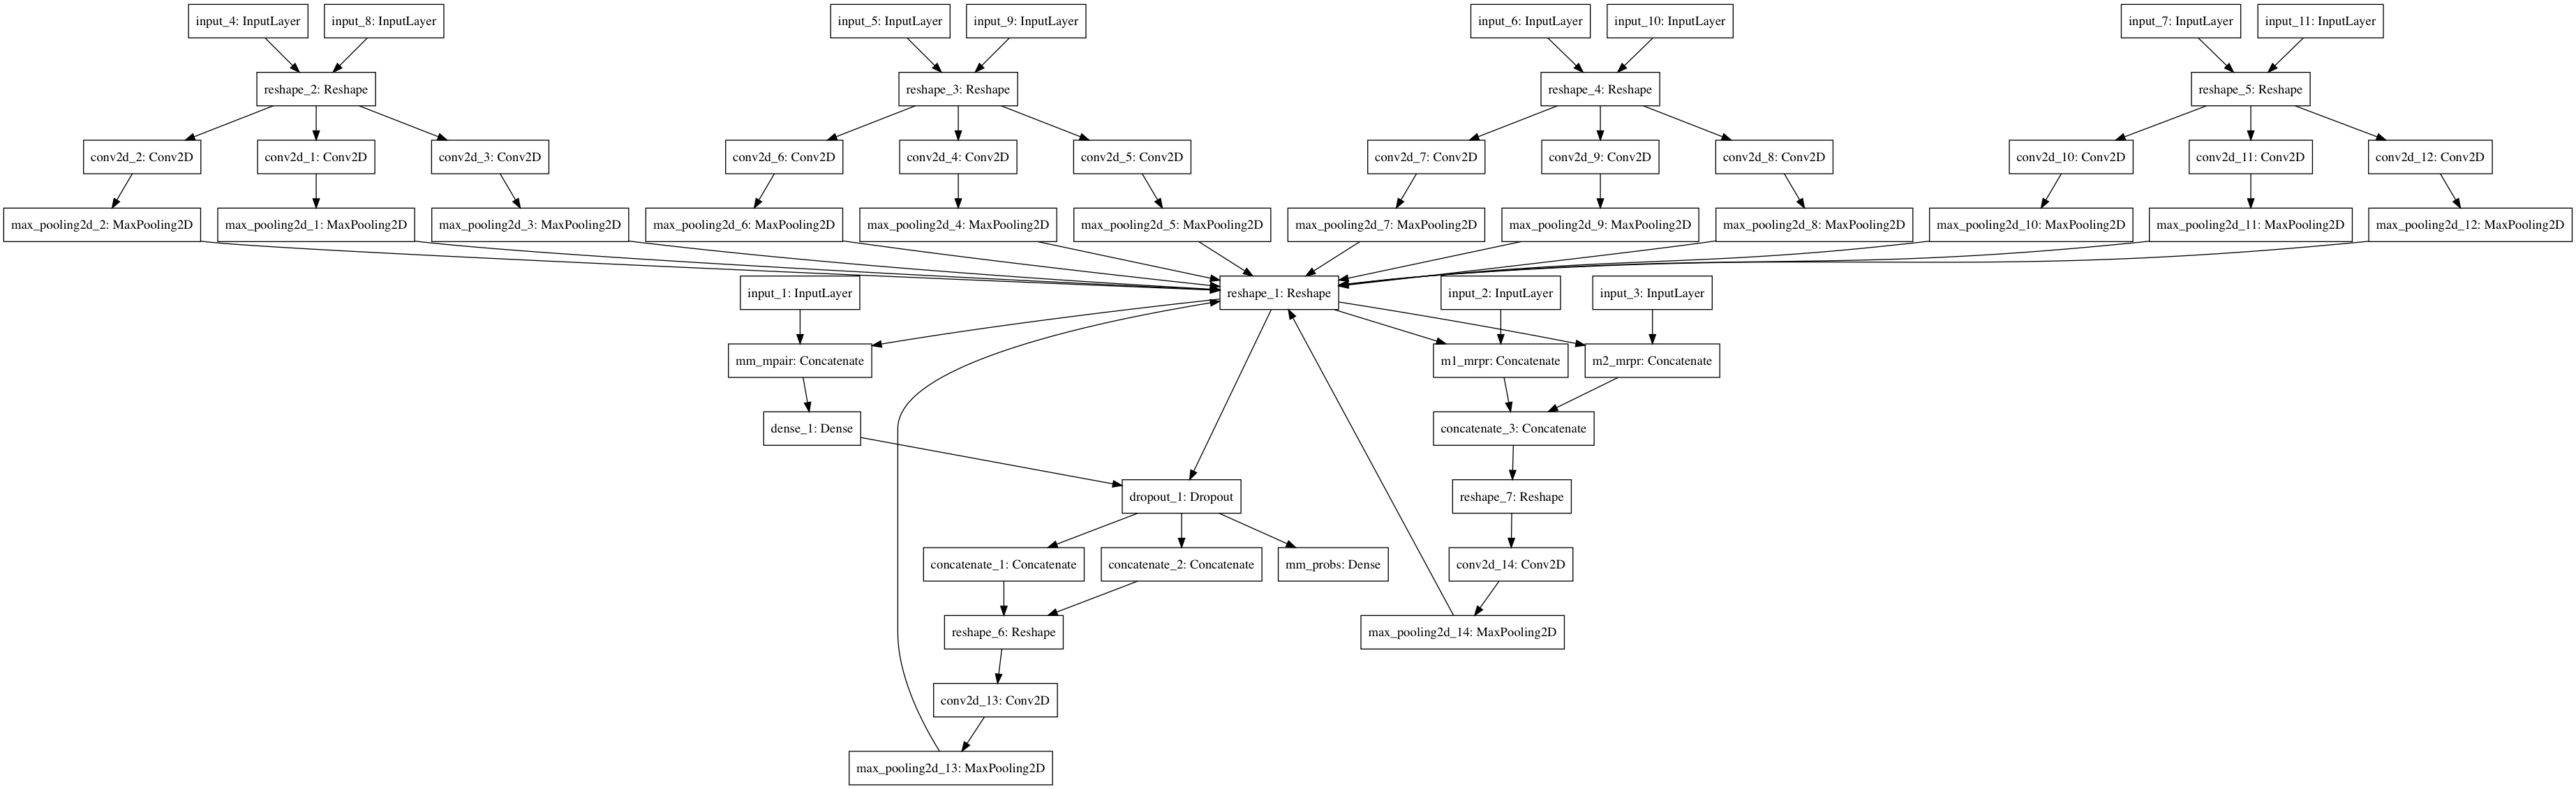 input_4: InputLayer
input_8: InputLayer
input_5: InputLayer
input_9: InputLayer
input_6: InputLayer
input_10: InputLayer
input_7: InputLayer
input_11: InputLayer
reshape_2: Reshape
reshape_3: Reshape
reshape_4: Reshape
reshape_5: Reshape
conv2d_2: Conv2D
conv2d_1: Conv2D
conv2d_3: Conv2D
conv2d_6: Conv2D
conv2d_4: Conv2D
conv2d_5: Conv2D
conv2d_7: Conv2D
conv2d_9: Conv2D
conv2d_8: Conv2D
conv2d_10: Conv2D
conv2d_11: Conv2D
conv2d_12: Conv2D
max_pooling2d_2: MaxPooling2D
max_pooling2d_1: MaxPooling2D
max_pooling2d_3: MaxPooling2D
max_pooling2d_6: MaxPooling2D
max_pooling2d_4: MaxPooling2D
max_pooling2d_5: MaxPooling2D
max_pooling2d_7: MaxPooling2D
max_pooling2d_9: MaxPooling2D
max_pooling2d_8: MaxPooling2D
max_pooling2d_10: MaxPooling2D
max_pooling2d_11: MaxPooling2D
max_pooling2d_12: MaxPooling2D
input_1: InputLayer
reshape_1: Reshape
input_2: InputLayer
input_3: InputLayer
mm_mpair: Concatenate
m1_mrpr: Concatenate
m2_mrpr: Concatenate
dense_1: Dense
concatenate_3: Concatenate
dropout_1: Dropout
reshape_7: Reshape
concatenate_1: Concatenate
concatenate_2: Concatenate
mm_probs: Dense
conv2d_14: Conv2D
reshape_6: Reshape
max_pooling2d_14: MaxPooling2D
conv2d_13: Conv2D
max_pooling2d_13: MaxPooling2D